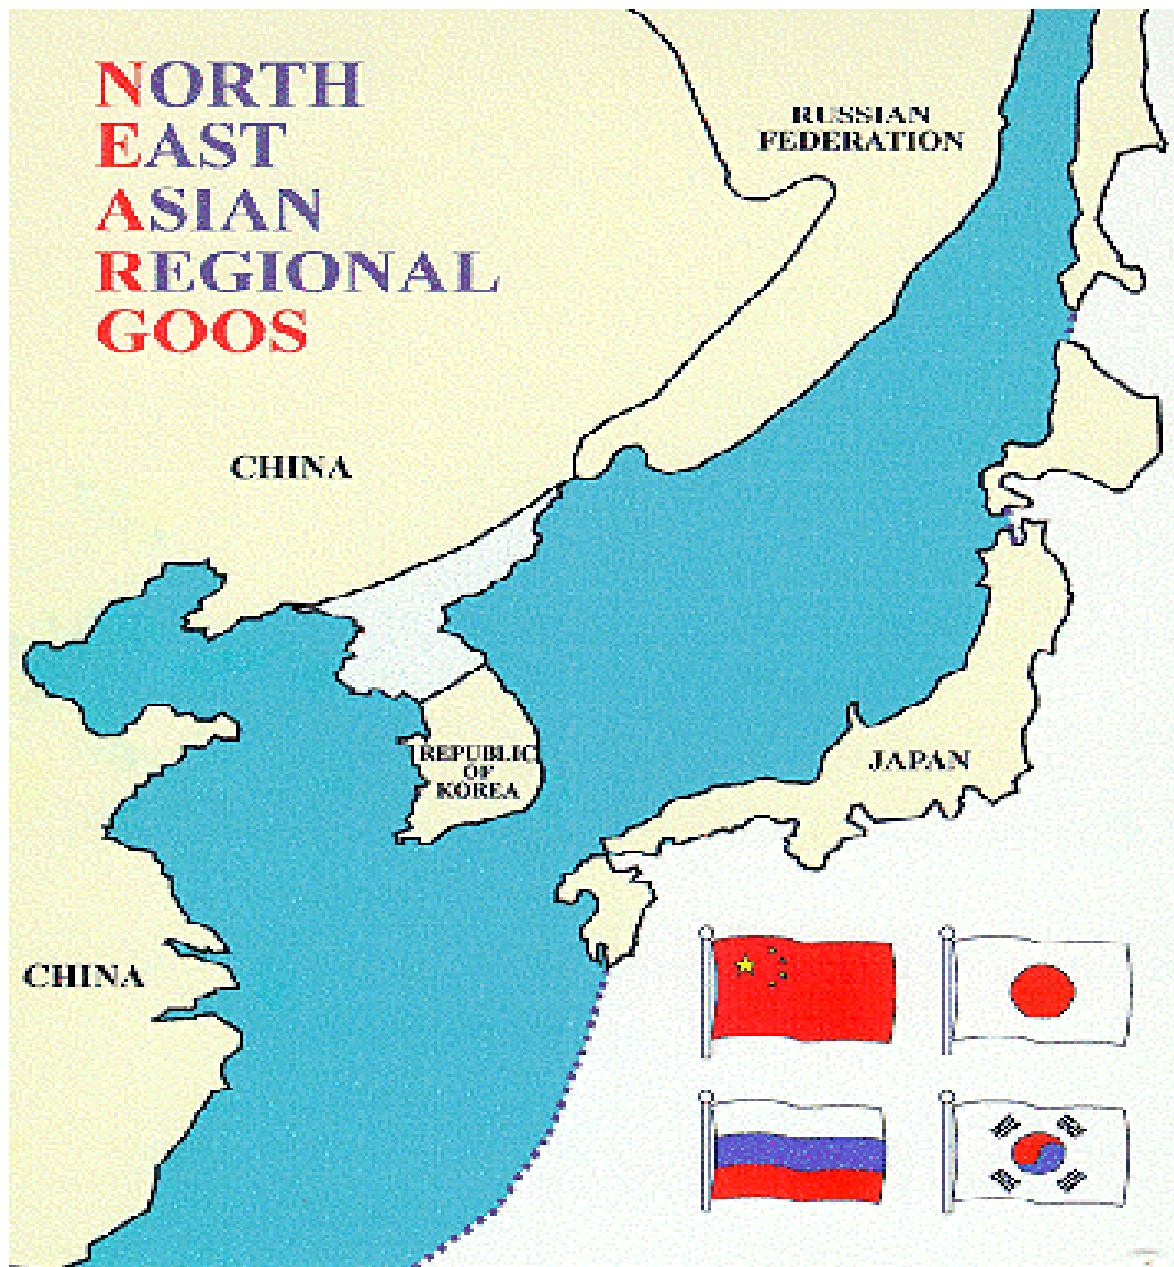 NORTH
EAST
ASIAN
REGIONAL
GOOS
RUSSIAN
FEDERATION
CHINA
REPUBLIC
OF
KOREA
JAPAN
CHINA